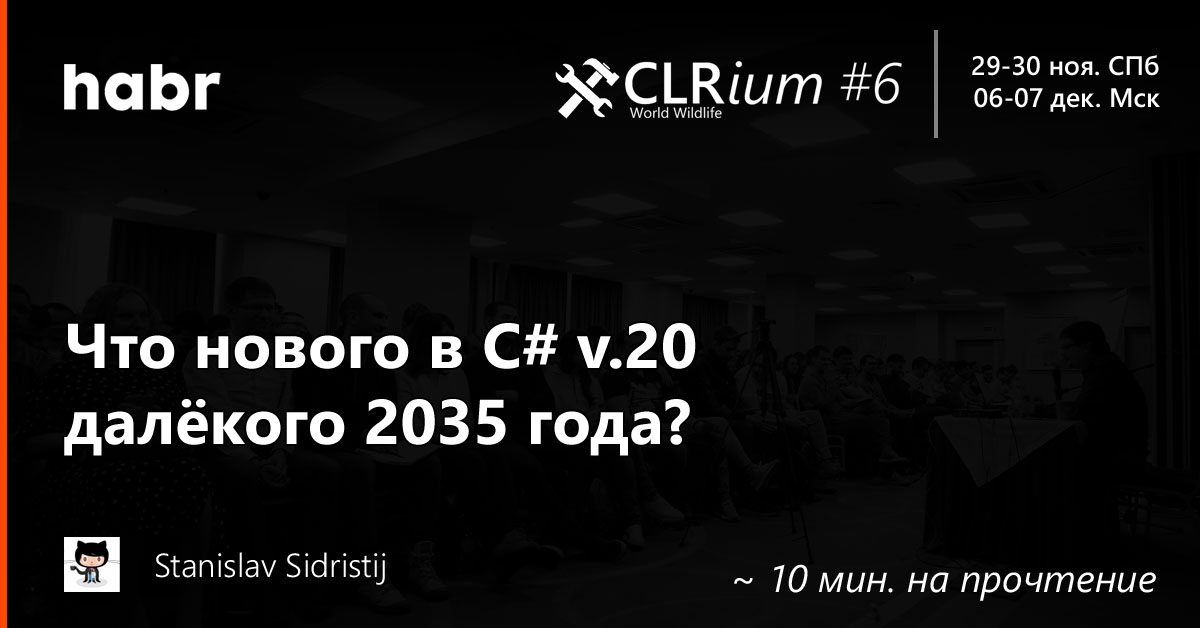 habr
CLRium #6
World Wildlife
29-30 ноя. СПб
06-07 дек. Мск
Что нового в C# v.20
далёкого 2035 года?
Stanislav Sidristij
~ 10 мин. на прочтение